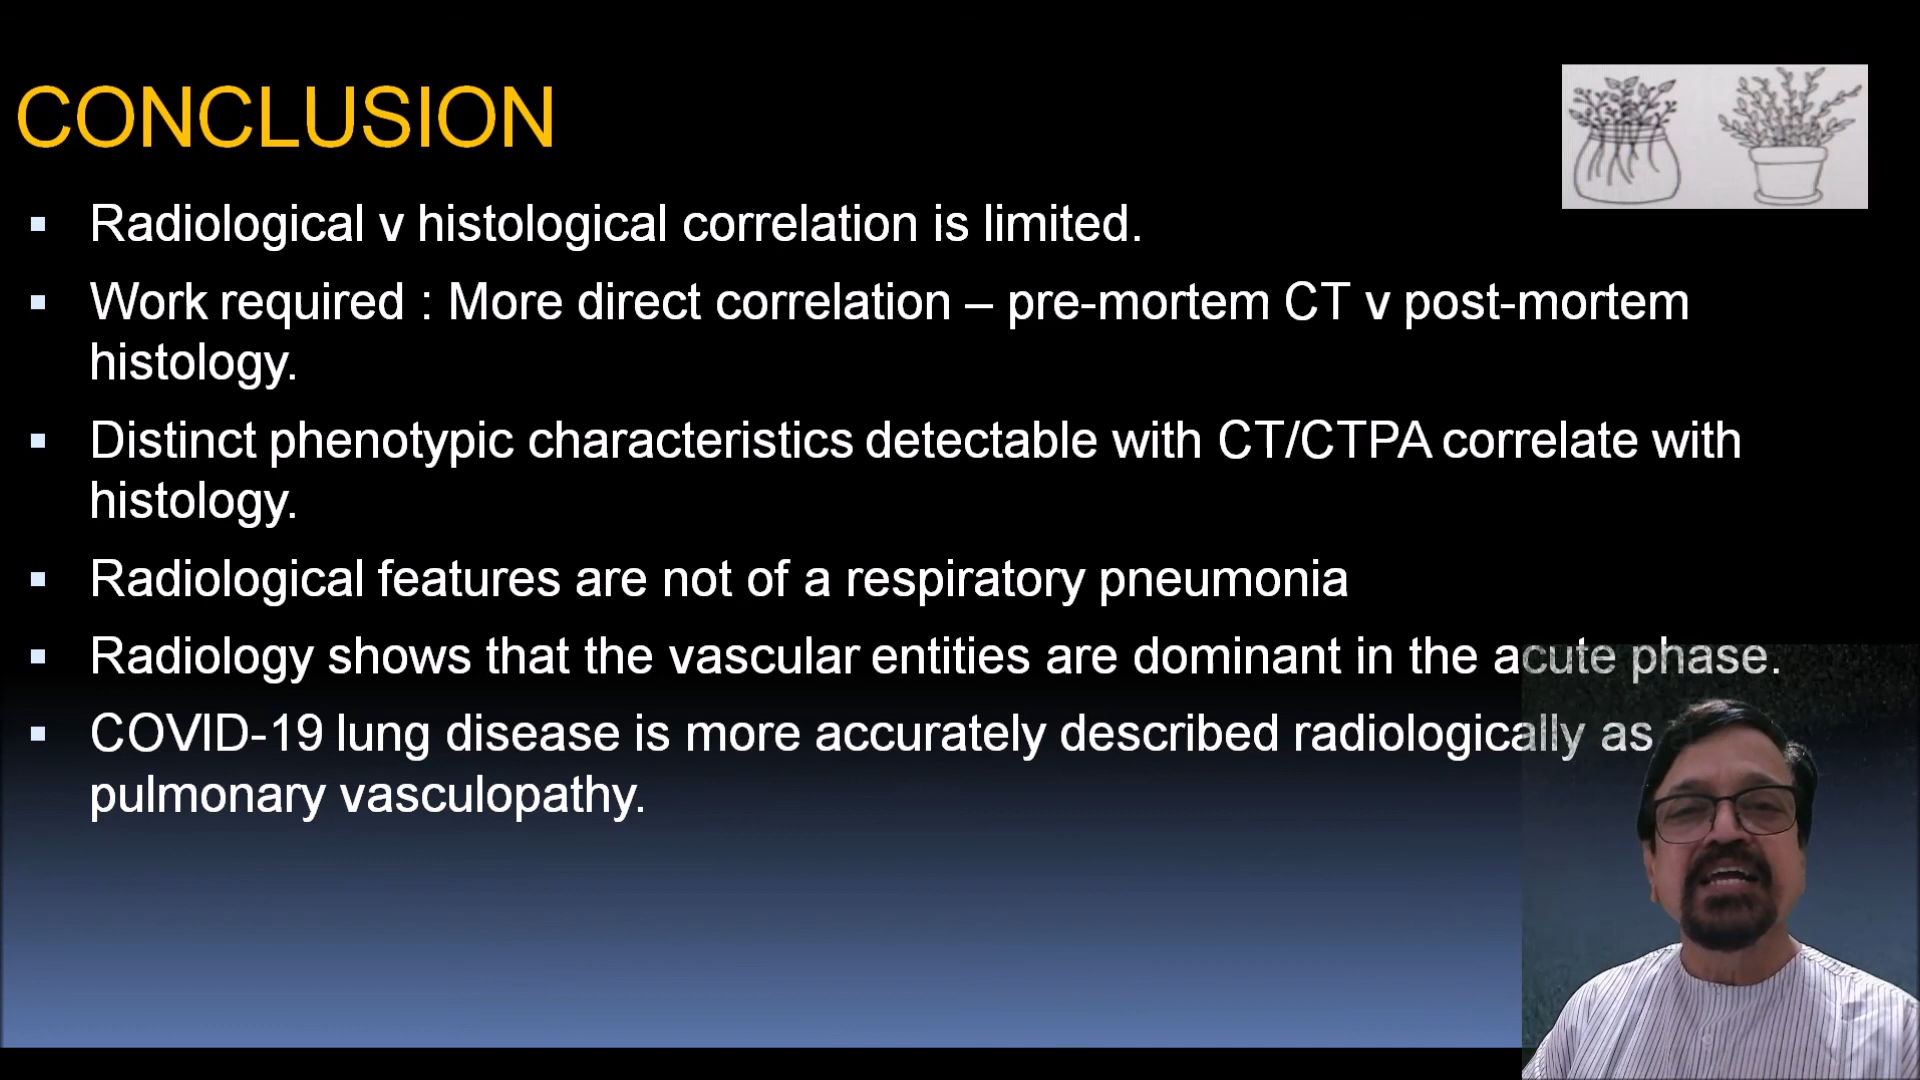 CONCLUSION
▪ Radiological v histological correlation is limited.
▪ Work required : More direct correlation – pre-mortem CT v post-mortem
histology.
▪ Distinct phenotypic characteristics detectable with CT/CTPA correlate with
histology.
▪ Radiological features are not of a respiratory pneumonia
▪ Radiology shows that the vascular entities are dominant in the acute phase.
▪ COVID-19 lung disease is more accurately described radiologically as
pulmonary vasculopathy.